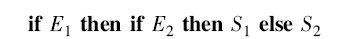 if E₁ then if E₂ then S₁ else S₂